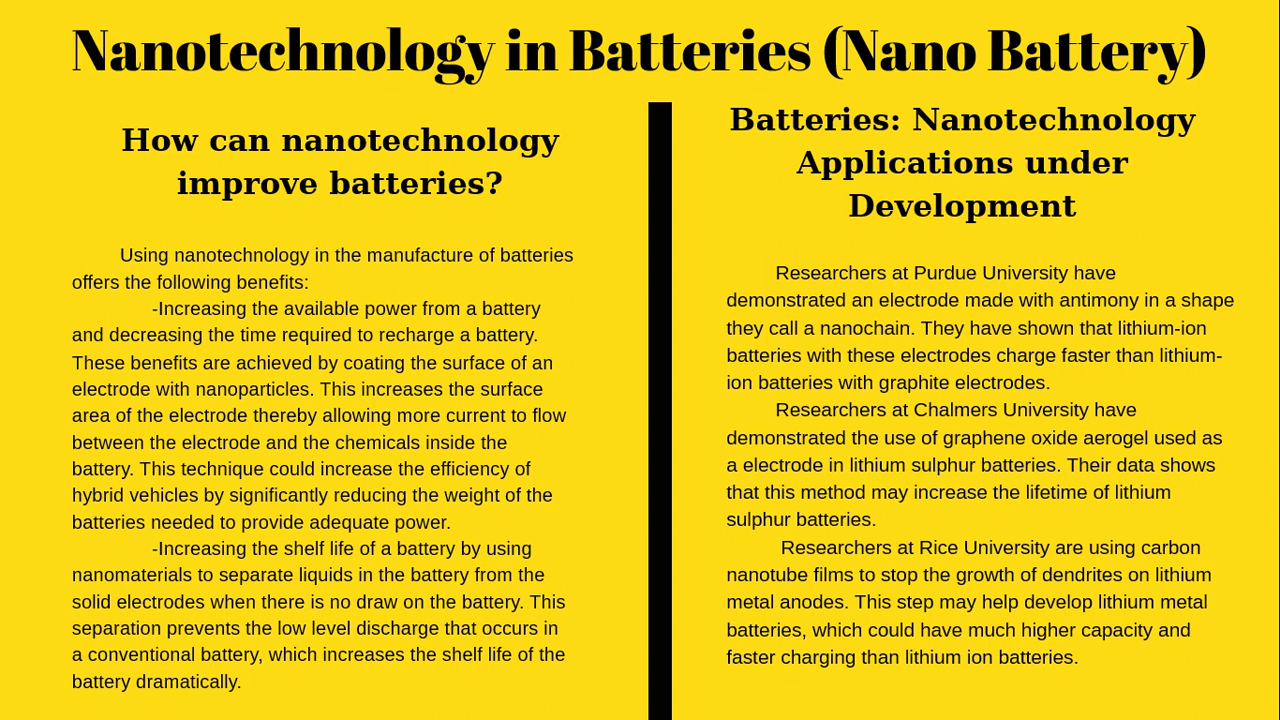 Nanotechnology in Batteries (Nano Battery)
How can nanotechnology
improve batteries?
Using nanotechnology in the manufacture of batteries
offers the following benefits:
-Increasing the available power from a battery
and decreasing the time required to recharge a battery.
These benefits are achieved by coating the surface of an
electrode with nanoparticles. This increases the surface
area of the electrode thereby allowing more current to flow
between the electrode and the chemicals inside the
battery. This technique could increase the efficiency of
hybrid vehicles by significantly reducing the weight of the
batteries needed to provide adequate power.
-Increasing the shelf life of a battery by using
nanomaterials to separate liquids in the battery from the
solid electrodes when there is no draw on the battery. This
separation prevents the low level discharge that occurs in
a conventional battery, which increases the shelf life of the
battery dramatically.
Batteries: Nanotechnology
Applications under
Development
Researchers at Purdue University have
demonstrated an electrode made with antimony in a shape
they call a nanochain. They have shown that lithium-ion
batteries with these electrodes charge faster than lithium-
ion batteries with graphite electrodes.
Researchers at Chalmers University have
demonstrated the use of graphene oxide aerogel used as
a electrode in lithium sulphur batteries. Their data shows
that this method may increase the lifetime of lithium
sulphur batteries.
Researchers at Rice University are using carbon
nanotube films to stop the growth of dendrites on lithium
metal anodes. This step may help develop lithium metal
batteries, which could have much higher capacity and
faster charging than lithium ion batteries.